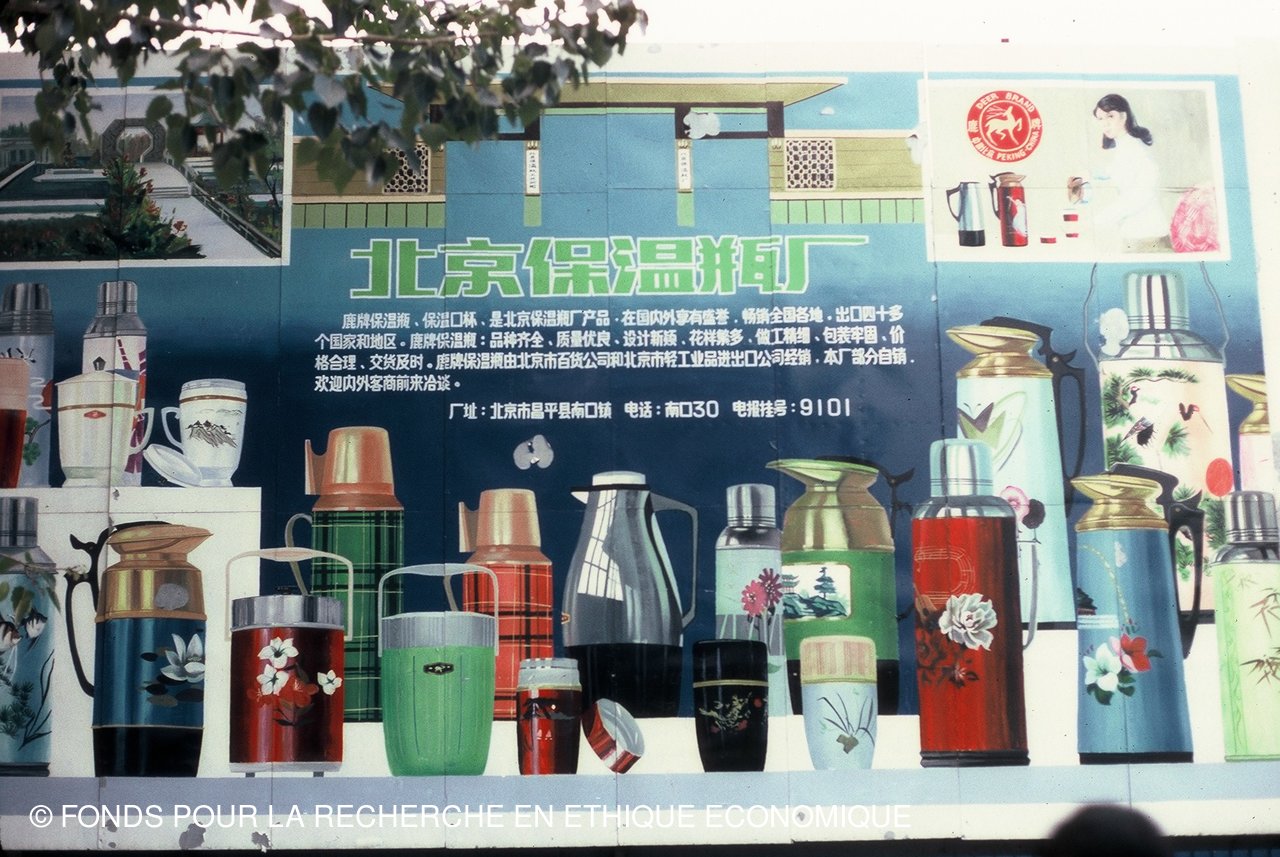 DEER BRAND
鹿
牌
PEKING CHINA
北京保温瓶厂
鹿牌保温瓶、保温口杯、是北京保温瓶厂产品、在国内外享有盛誉、畅销全国各地。出口四十多
个国家和地区。鹿牌保温瓶：品种齐全、质量优良、设计新颖、花样繁多、做工精细、包装牢固、价
格合理、交货及时。鹿牌保温瓶由北京市百货公司和北京市轻工业品进出口公司经销，本厂部分自销，
欢迎内外客商前来洽谈。
厂址：北京市昌平县南口镇 电话：南口30 电报挂号：9101
© FONDS POUR LA RECHERCHE EN ETHIQUE ECONOMIQUE